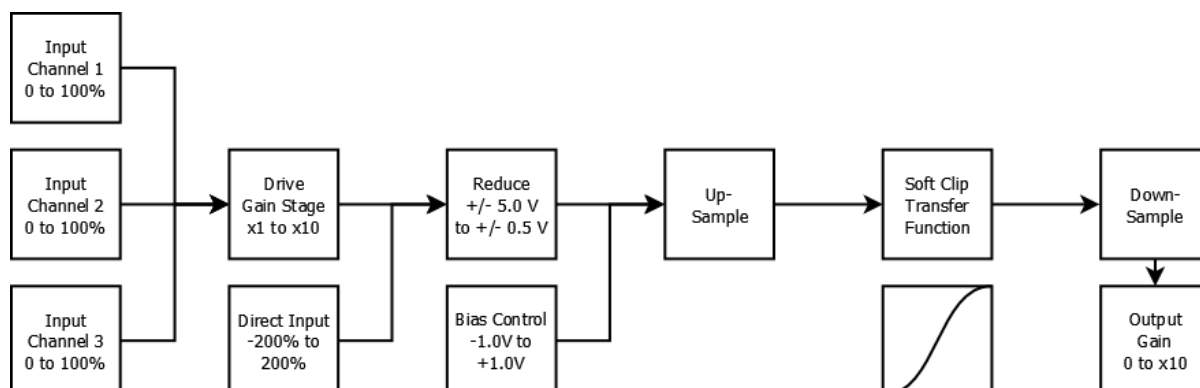 Input
Channel 1
0 to 100%
Input
Channel 2
0 to 100%
Drive
Gain Stage
x1 to x10
Reduce
+/- 5.0 V
to +/- 0.5 V
Up-
Sample
Soft Clip
Transfer
Function
Down-
Sample
Input
Channel 3
0 to 100%
Direct Input
-200% to
200%
Bias Control
-1.0V to
+1.0V
Output
Gain
0 to x10